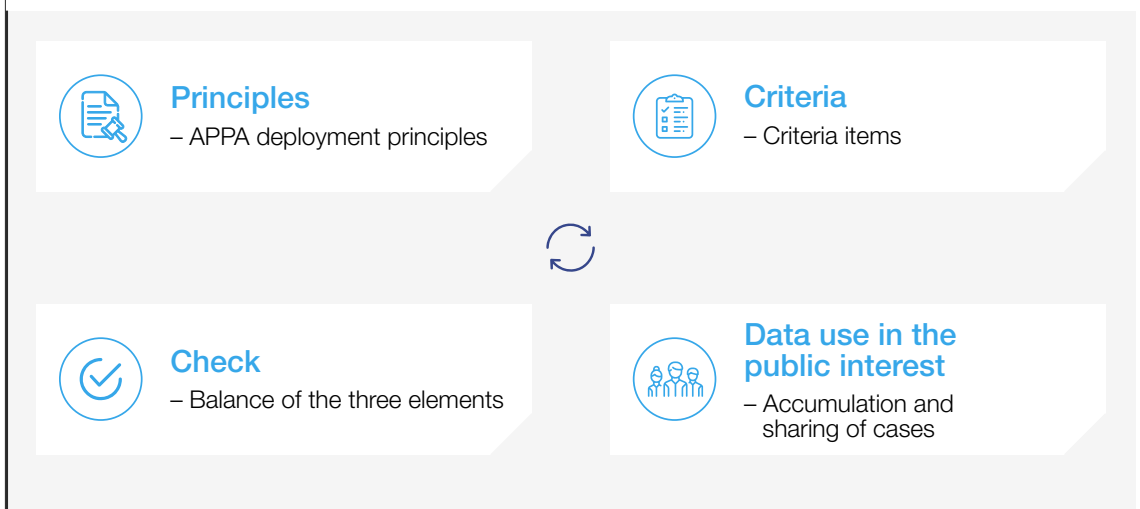 Principles
– APPA deployment principles
Criteria
– Criteria items
Check
– Balance of the three elements
Data use in the
public interest
– Accumulation and
sharing of cases